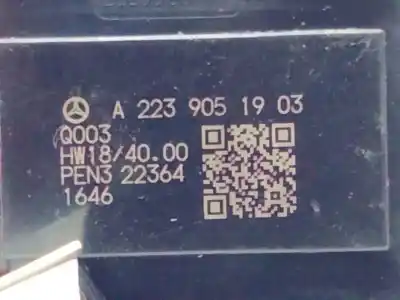 A 223 905 19 03
Q003
HW18/40.00
PEN3 22364
1646